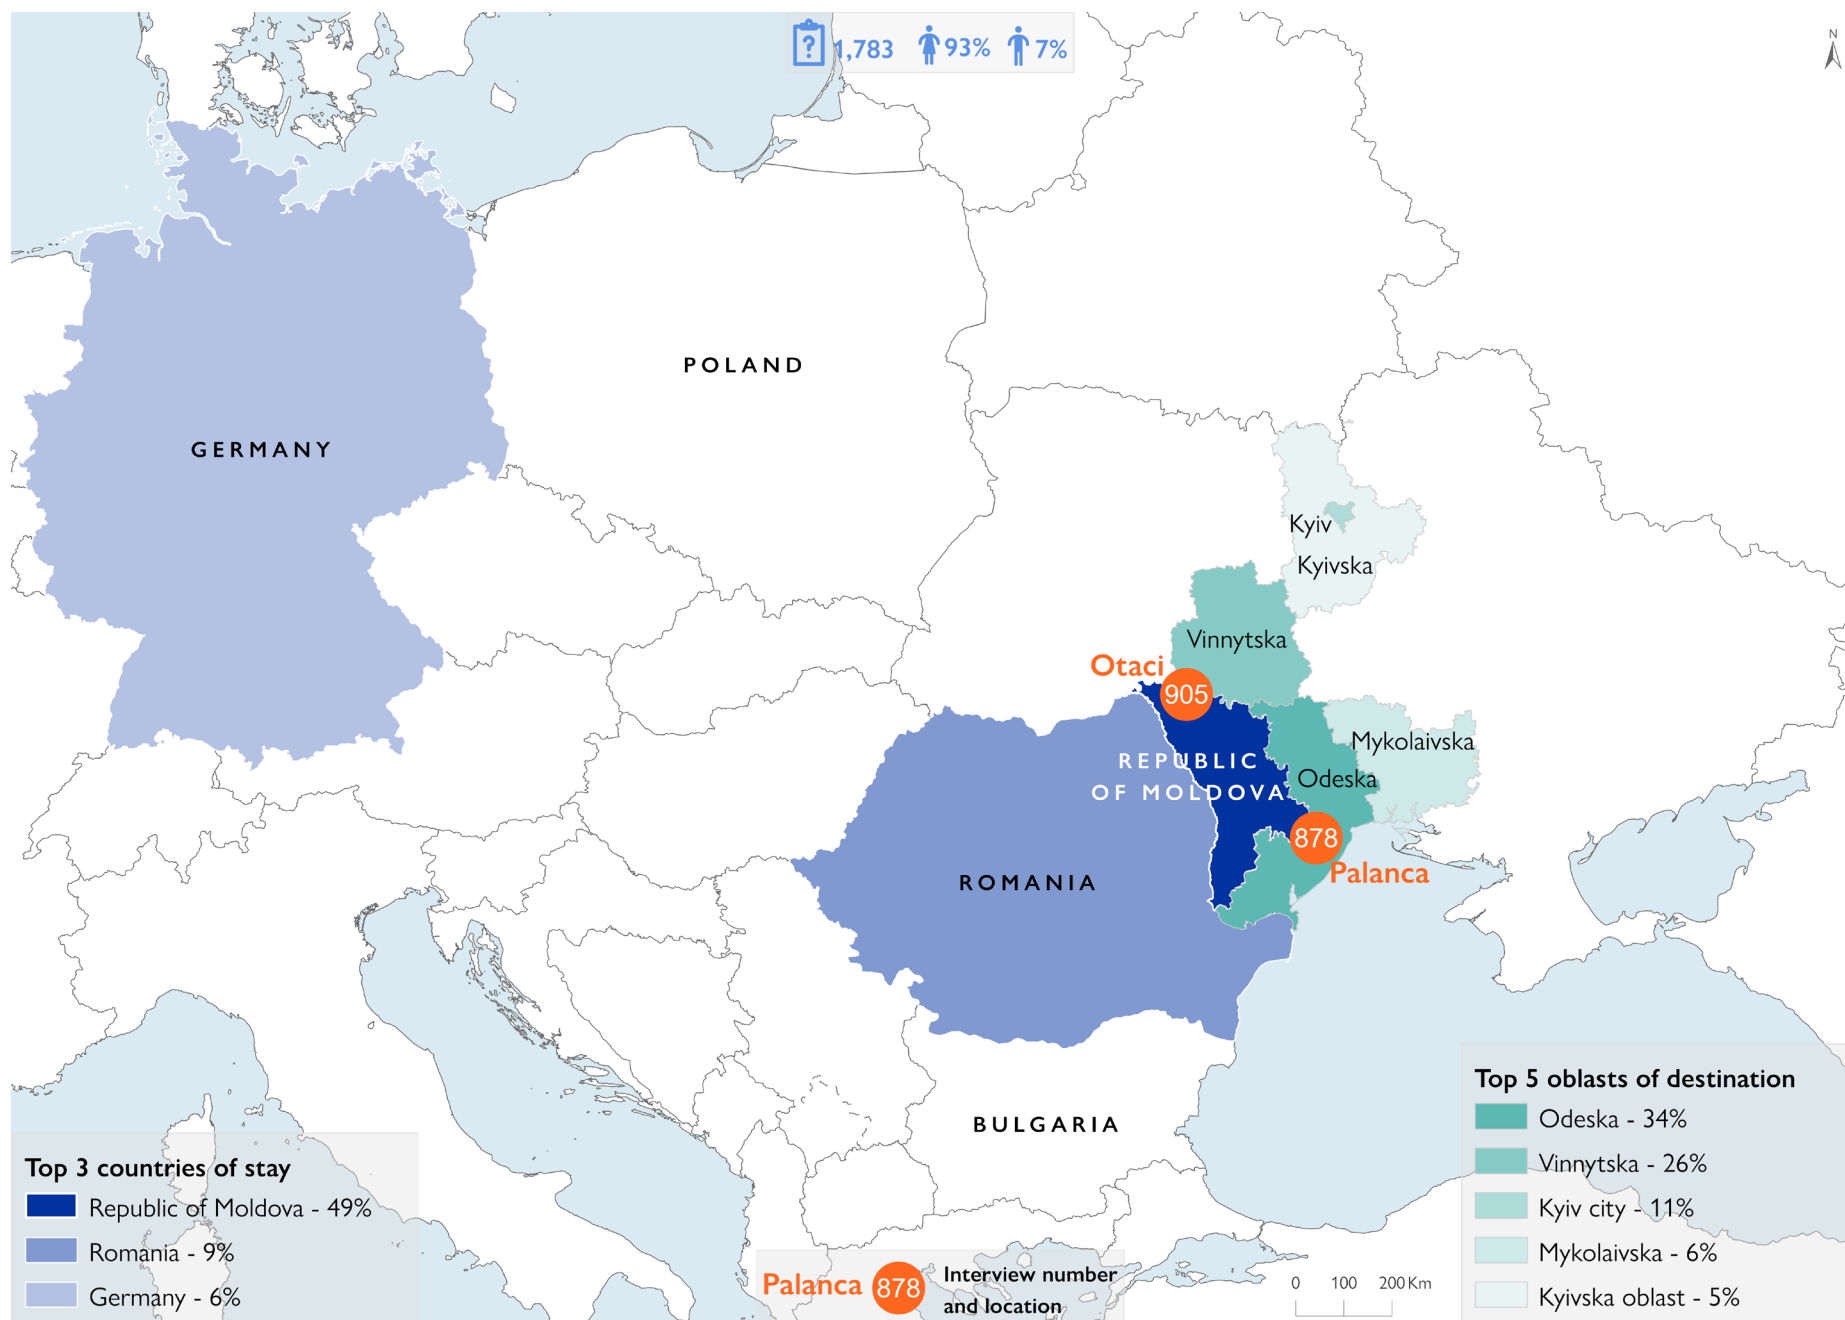 ?
1,783
93%
7%
N
POLAND
GERMANY
Kyiv
Kyivska
Vinnytska
Otaci
905
Mykolaivska
REPUBLIC
OF MOLDOVA
Odeska
878
Palanca
ROMANIA
BULGARIA
Top 3 countries of stay
Republic of Moldova - 49%
Romania - 9%
Germany - 6%
Palanca
878
Interview number
and location
0 100 200 Km
Top 5 oblasts of destination
Odeska - 34%
Vinnytska - 26%
Kyiv city - 11%
Mykolaivska - 6%
Kyivska oblast - 5%